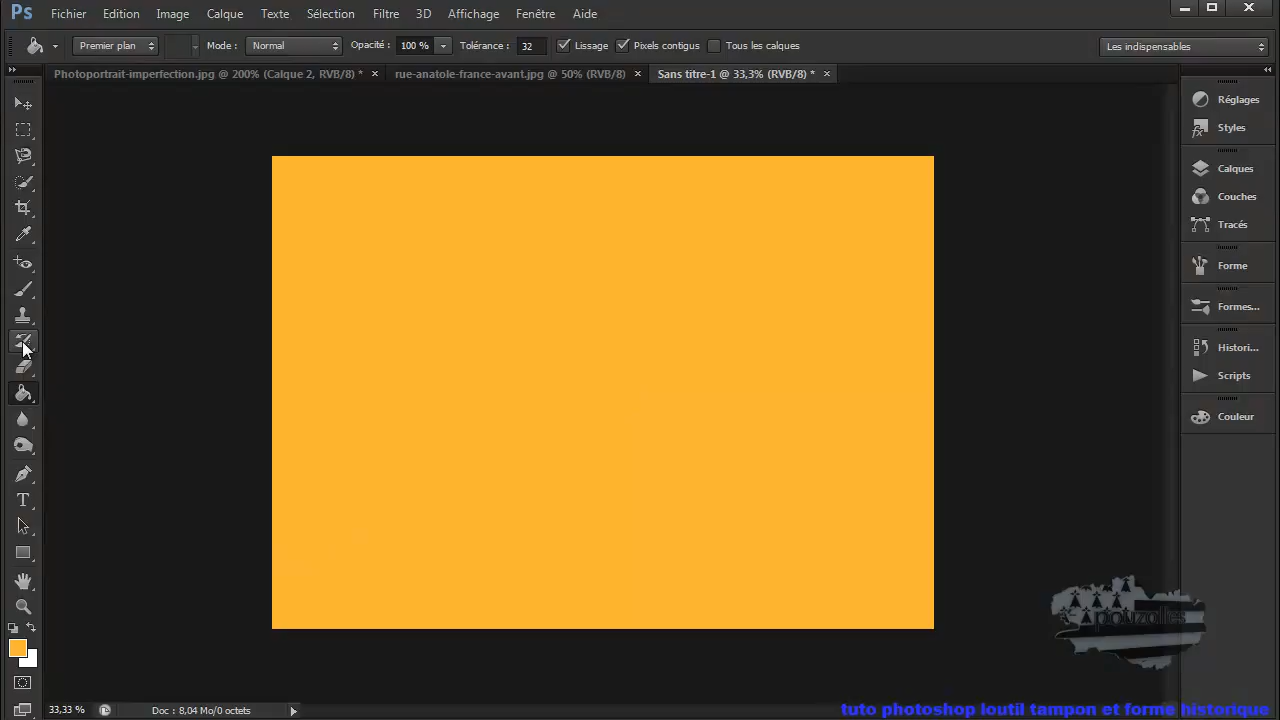 Ps Fichier Edition Image Calque Texte Sélection Filtre 3D Affichage Fenêtre Aide
Premier plan Mode : Normal Opacité : 100 % Tolérance : 32 Lissage Pixels contigus Tous les calques Les indispensables
Photoportrait-imperfection.jpg @ 200% (Calque 2, RVB/8) * × rue-anatole-france-avant.jpg @ 50% (RVB/8) × Sans titre-1 @ 33,3% (RVB/8) * ×
Réglages
Styles
Calques
Couches
Tracés
Forme
Formes...
Histori...
Scripts
Couleur
T
piouzelles
33,33 % Doc : 8,04 Mo/0 octets
tuto photoshop loutil tampon et forme historique